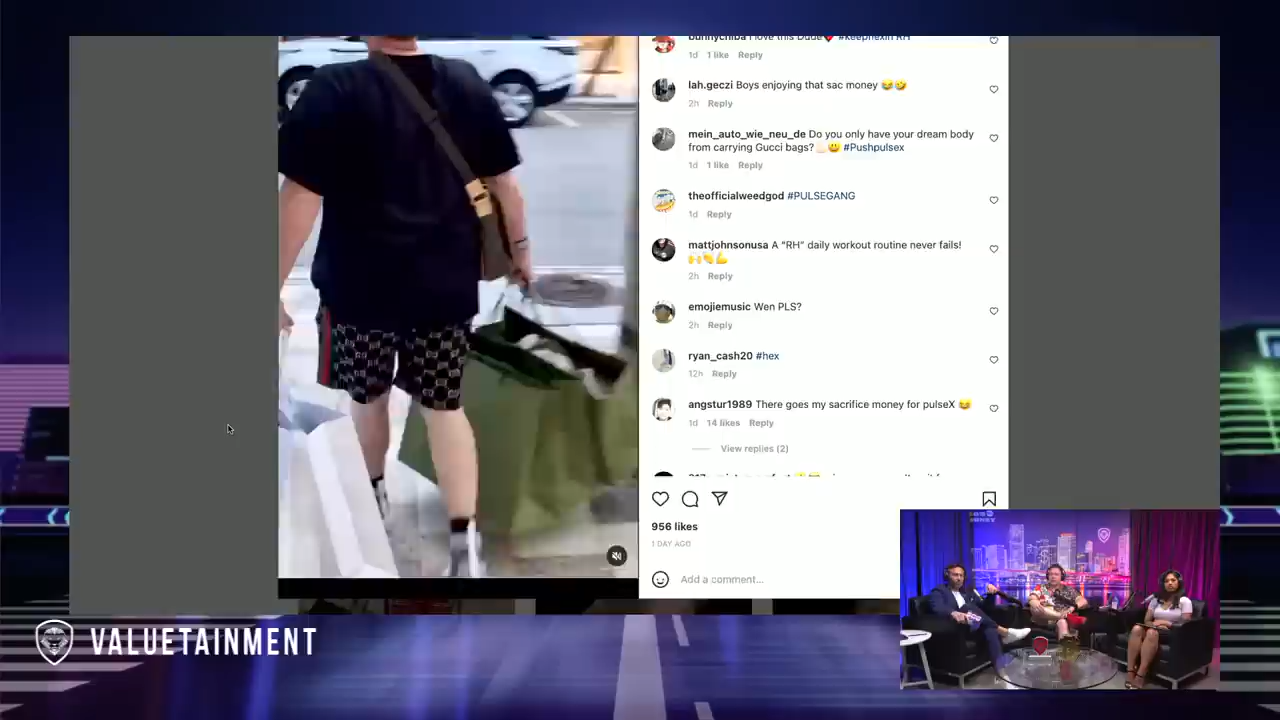 bunnychiba I love this Dude #keephexin RH
1d 1 like Reply
lah.geczi Boys enjoying that sac money 😂🤣
2h Reply
mein_auto_wie_neu_de Do you only have your dream body
from carrying Gucci bags? #Pushpulsex
1d 1 like Reply
theofficialweedgod #PULSEGANG
1d Reply
mattjohnsonusa A "RH" daily workout routine never fails!
🙌👏💪
2h Reply
emojiemusic Wen PLS?
2h Reply
ryan_cash20 #hex
12h Reply
angstur1989 There goes my sacrifice money for pulseX 😂
1d 14 likes Reply
View replies (2)
956 likes
1 DAY AGO
Add a comment...
VALUETAINMENT